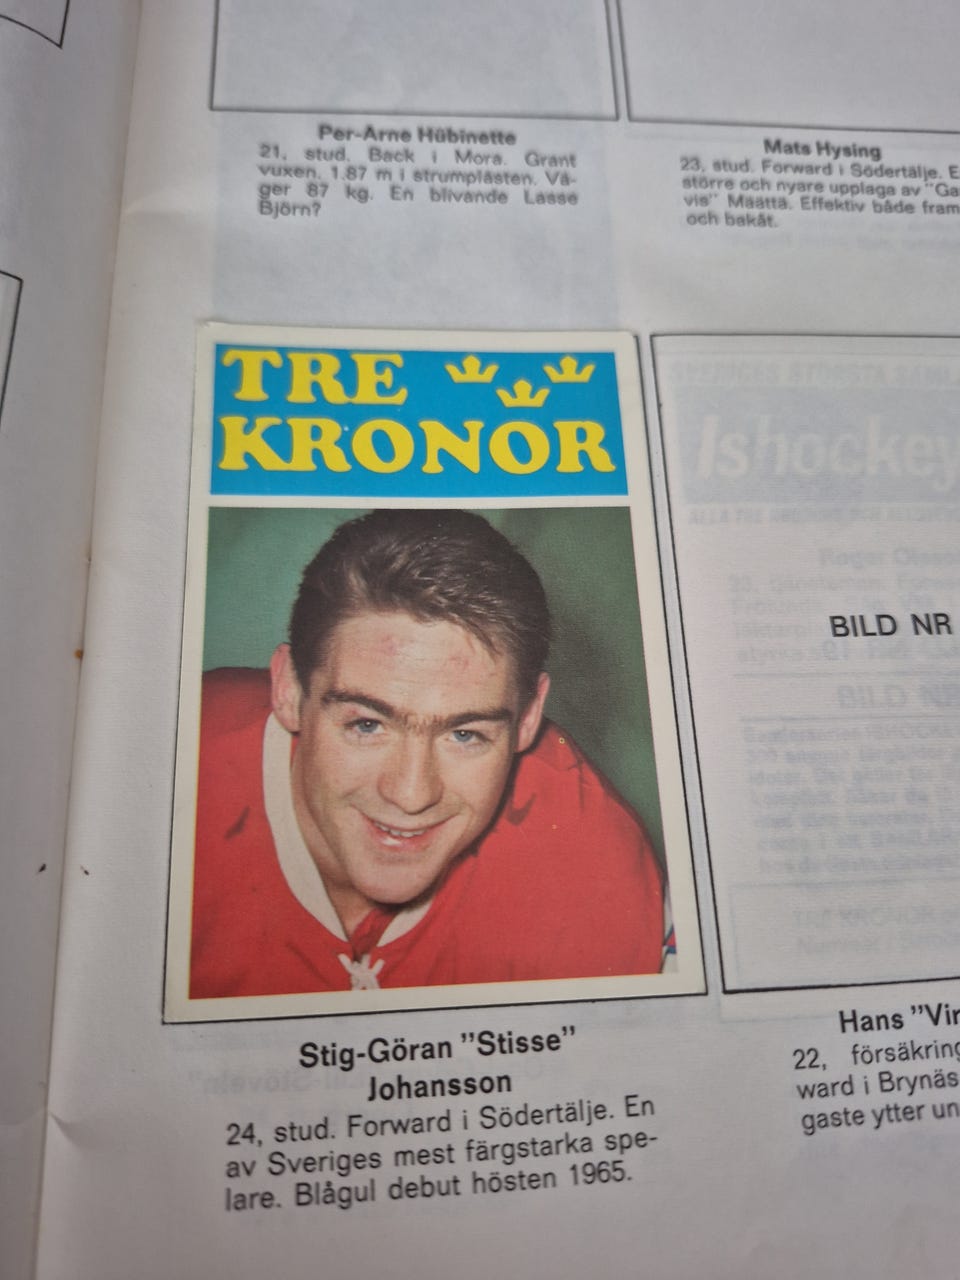 Per-Arne Hübinette
21, stud. Back i Mora. Grant
vuxen. 1.87 m i strumplästen. Vä-
ger 87 kg. En blivande Lasse
Björn?
Mats Hysing
23, stud. Forward i Södertälje. E
större och nyare upplaga av "Ga
vis" Määttä. Effektiv både fram
och bakåt.
TRE
KRONOR
Ishockey
BILD NR
Stig-Göran "Stisse"
Johansson
24, stud. Forward i Södertälje. En
av Sveriges mest färgstarka spe-
lare. Blågul debut hösten 1965.
Hans "Vir
22, försäkring
ward i Brynäs
gaste ytter un